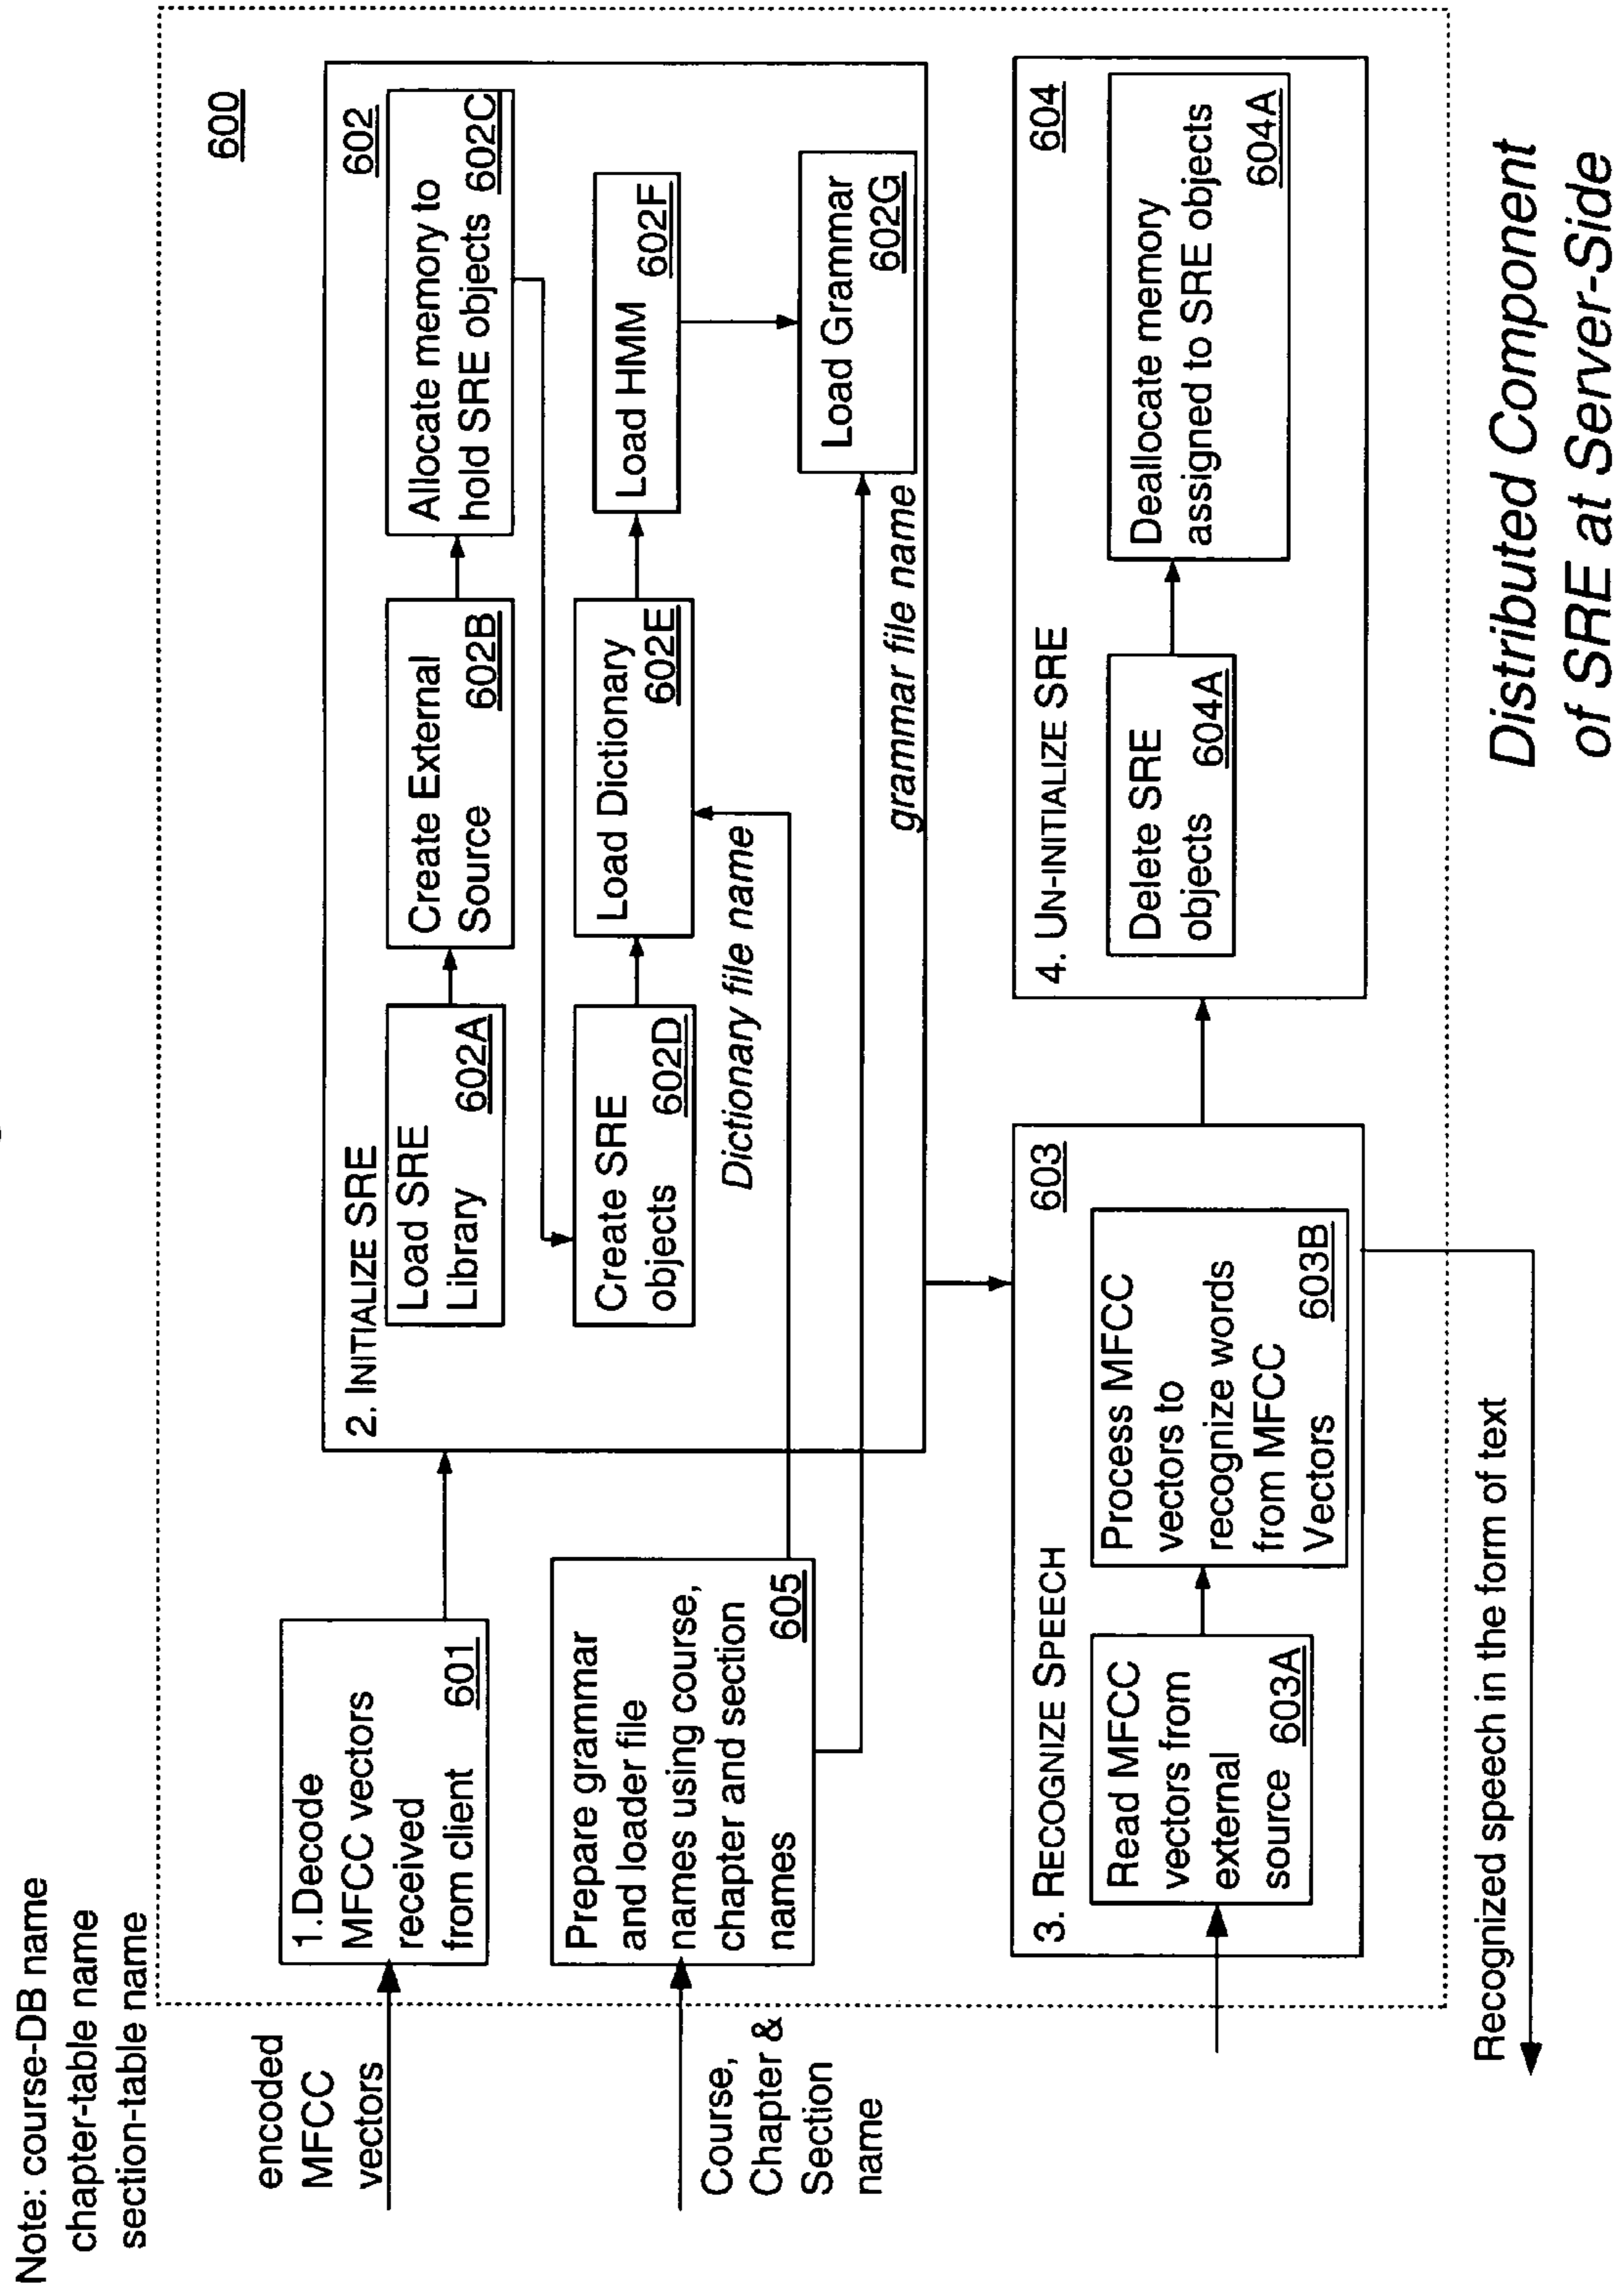 Note: course-DB name
chapter-table name
section-table name
600
encoded
MFCC
vectors
1.Decode
MFCC vectors
received
from client 601
Course,
Chapter &
Section
name
Prepare grammar
and loader file
names using course,
chapter and section
names 605
2. INITIALIZE SRE 602
Load SRE
Library 602A
Create External
Source 602B
Allocate memory to
hold SRE objects 602C
Create SRE
objects 602D
Load Dictionary
602E
Load HMM
602F
Dictionary file name
Load Grammar
602G
grammar file name
3. RECOGNIZE SPEECH 603
Read MFCC
vectors from
external
source 603A
Process MFCC
vectors to
recognize words
from MFCC
Vectors 603B
4. UN-INITIALIZE SRE 604
Delete SRE
objects 604A
Deallocate memory
assigned to SRE objects
604A
Recognized speech in the form of text
Distributed Component
of SRE at Server-Side